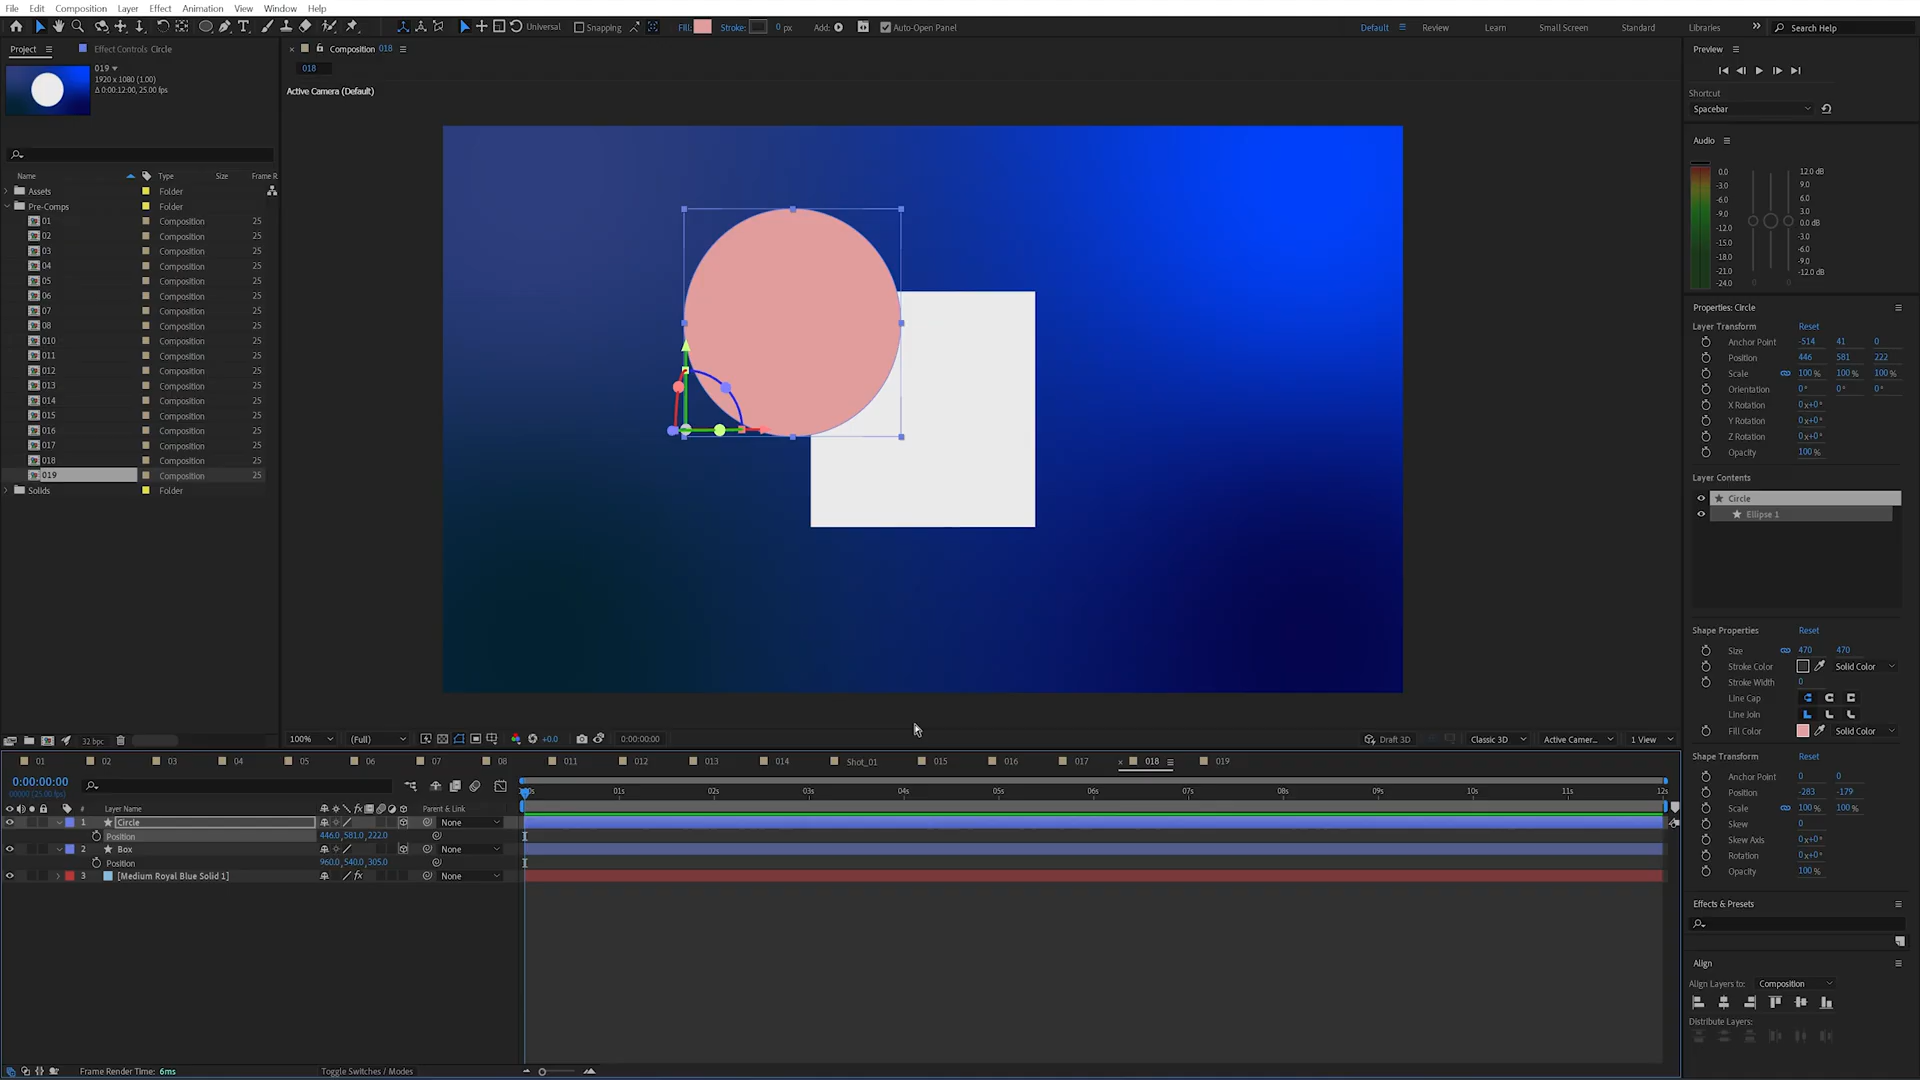 File Edit Composition Layer Effect Animation View Window Help
Universal Snapping Fill: Stroke: 0 px Add: Auto-Open Panel Default Review Learn Small Screen Standard Libraries Search Help
Project Effect Controls Circle Composition 018 Preview
019
1920 x 1080 (1.00)
Δ 0:00:12:00, 25.00 fps
018
Active Camera (Default)
Shortcut
Spacebar
Audio
Name Type Size Frame R
Assets Folder
Pre-Comps Folder
01 Composition 25
02 Composition 25
03 Composition 25
04 Composition 25
05 Composition 25
06 Composition 25
07 Composition 25
08 Composition 25
010 Composition 25
011 Composition 25
012 Composition 25
013 Composition 25
014 Composition 25
015 Composition 25
016 Composition 25
017 Composition 25
018 Composition 25
019 Composition 25
Solids Folder
0.0 12.0 dB
-3.0 9.0
-6.0 6.0
-9.0 3.0
-12.0 0.0 dB
-15.0 -3.0
-18.0 -6.0
-21.0 -9.0
-24.0 -12.0 dB
0 0
Properties: Circle
Layer Transform Reset
Anchor Point -514 41 0
Position 446 581 222
Scale 100 % 100 % 100 %
Orientation 0° 0° 0°
X Rotation 0x+0°
Y Rotation 0x+0°
Z Rotation 0x+0°
Opacity 100 %
Layer Contents
Circle
Ellipse 1
Shape Properties Reset
Size 470 470
Stroke Color Solid Color
Stroke Width 0
Line Cap
Line Join
Fill Color Solid Color
Shape Transform Reset
Anchor Point 0 0
Position -283 -179
Scale 100 % 100 %
Skew 0
Skew Axis 0x+0°
Rotation 0x+0°
Opacity 100 %
Effects & Presets
Align
Align Layers to: Composition
Distribute Layers:
32 bpc 100% (Full) +0.0 0:00:00:00 Draft 3D Classic 3D Active Camer... 1 View
01 02 03 04 05 06 07 08 011 012 013 014 Shot_01 015 016 017 018 019
0:00:00:00
00000 (25.00 fps)
01s 02s 03s 04s 05s 06s 07s 08s 09s 10s 11s 12s
# Layer Name fx Parent & Link
1 Circle None
Position 446.0,581.0,222.0
2 Box None
Position 960.0,540.0,305.0
3 [Medium Royal Blue Solid 1] fx None
Frame Render Time: 6ms Toggle Switches / Modes